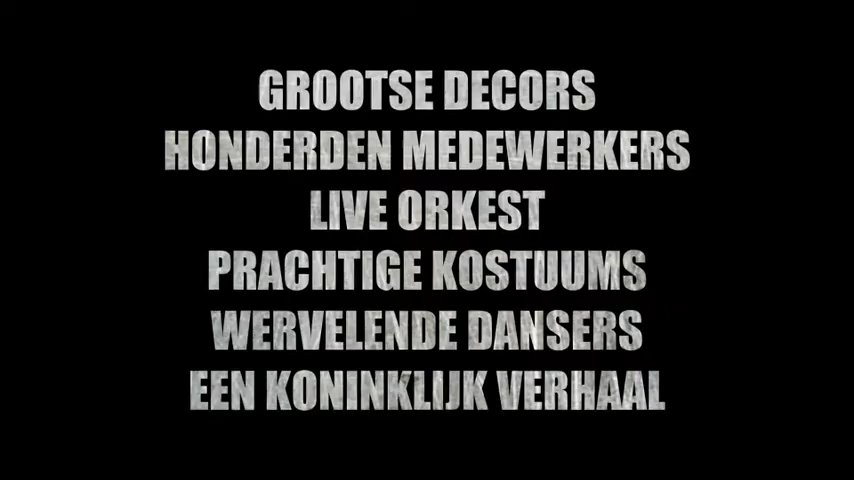 GROOTSE DECORS
HONDERDEN MEDEWERKERS
LIVE ORKEST
PRACHTIGE KOSTUUMS
WERVELENDE DANSERS
EEN KONINKLIJK VERHAAL